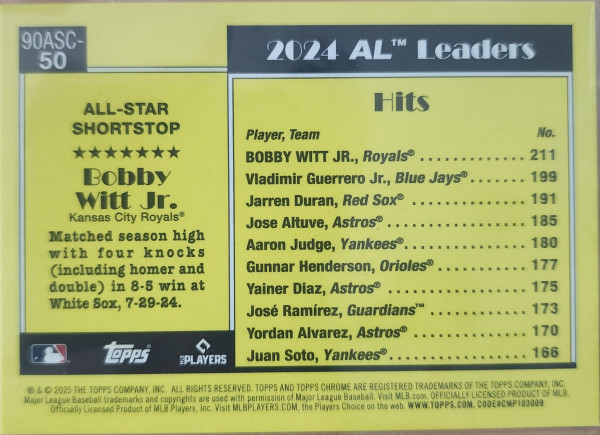 90ASC-
50
2024 AL™ Leaders
ALL-STAR
SHORTSTOP
★★★★★★★
Bobby
Witt Jr.
Kansas City Royals®
Matched season high
with four knocks
(including homer and
double) in 8-5 win at
White Sox, 7-29-24.
Hits
Player, Team No.
BOBBY WITT JR., Royals® . . . . . . . . . . . . 211
Vladimir Guerrero Jr., Blue Jays® . . . . . . 199
Jarren Duran, Red Sox® . . . . . . . . . . . . . 191
Jose Altuve, Astros® . . . . . . . . . . . . . . . . 185
Aaron Judge, Yankees® . . . . . . . . . . . . . 180
Gunnar Henderson, Orioles® . . . . . . . . . 177
Yainer Diaz, Astros® . . . . . . . . . . . . . . . . 175
José Ramírez, Guardians™ . . . . . . . . . . . 173
Yordan Alvarez, Astros® . . . . . . . . . . . . . 170
Juan Soto, Yankees® . . . . . . . . . . . . . . . 166
topps
MLB PLAYERS
® & © 2025 THE TOPPS COMPANY, INC. ALL RIGHTS RESERVED. TOPPS AND TOPPS CHROME ARE REGISTERED TRADEMARKS OF THE TOPPS COMPANY, INC.
Major League Baseball trademarks and copyrights are used with permission of Major League Baseball. Visit MLB.com. OFFICIALLY LICENSED PRODUCT OF MLB.
Officially Licensed Product of MLB Players, Inc. Visit MLBPLAYERS.COM, the Players Choice on the web. WWW.TOPPS.COM. CODE#CMP103009